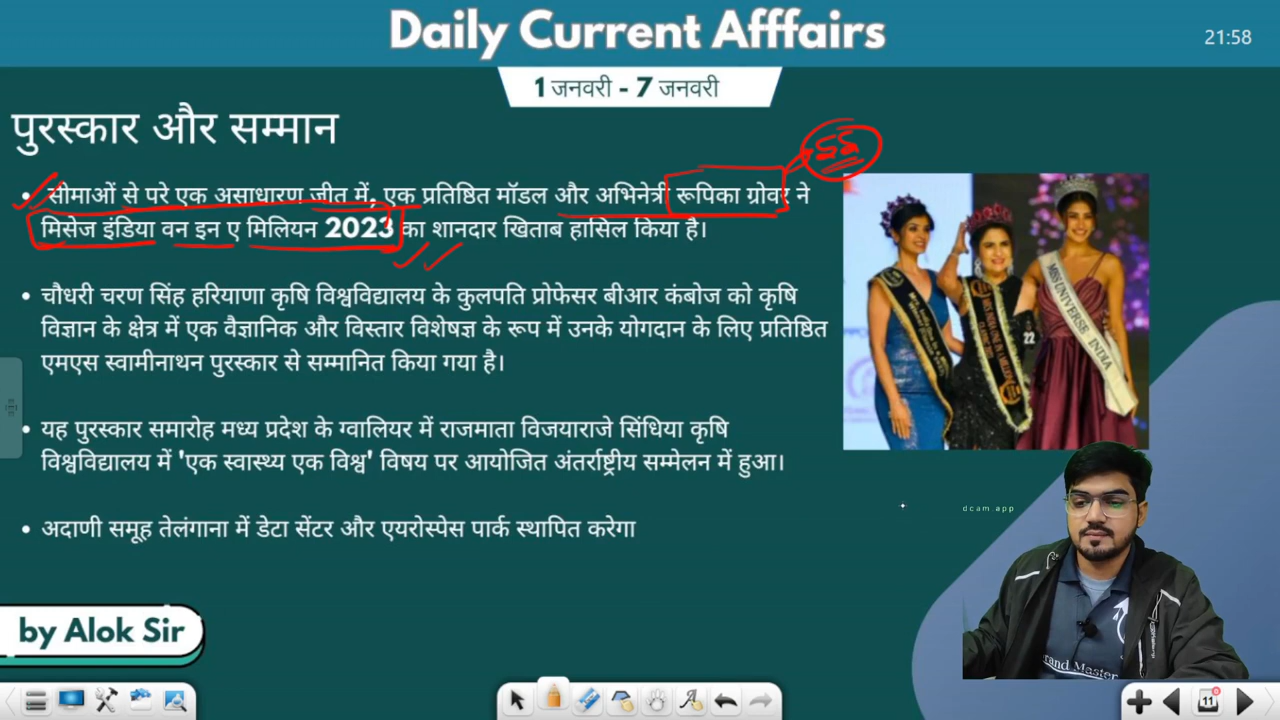 Daily Current Afffairs
21:58
1 जनवरी - 7 जनवरी
पुरस्कार और सम्मान
• सीमाओं से परे एक असाधारण जीत में, एक प्रतिष्ठित मॉडल और अभिनेत्री रूपिका ग्रोवर ने
मिसेज इंडिया वन इन ए मिलियन 2023 का शानदार खिताब हासिल किया है।
• चौधरी चरण सिंह हरियाणा कृषि विश्वविद्यालय के कुलपति प्रोफेसर बीआर कंबोज को कृषि
विज्ञान के क्षेत्र में एक वैज्ञानिक और विस्तार विशेषज्ञ के रूप में उनके योगदान के लिए प्रतिष्ठित
एमएस स्वामीनाथन पुरस्कार से सम्मानित किया गया है।
• यह पुरस्कार समारोह मध्य प्रदेश के ग्वालियर में राजमाता विजयाराजे सिंधिया कृषि
विश्वविद्यालय में 'एक स्वास्थ्य एक विश्व' विषय पर आयोजित अंतर्राष्ट्रीय सम्मेलन में हुआ।
• अदाणी समूह तेलंगाना में डेटा सेंटर और एयरोस्पेस पार्क स्थापित करेगा
MISS UNIVERSE INDIA
22
dcam.app
by Alok Sir
rand Master
11